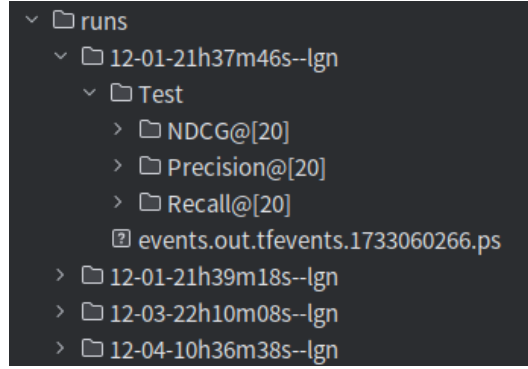 runs
12-01-21h37m46s--lgn
Test
NDCG@[20]
Precision@[20]
Recall@[20]
events.out.tfevents.1733060266.ps
12-01-21h39m18s--lgn
12-03-22h10m08s--lgn
12-04-10h36m38s--lgn